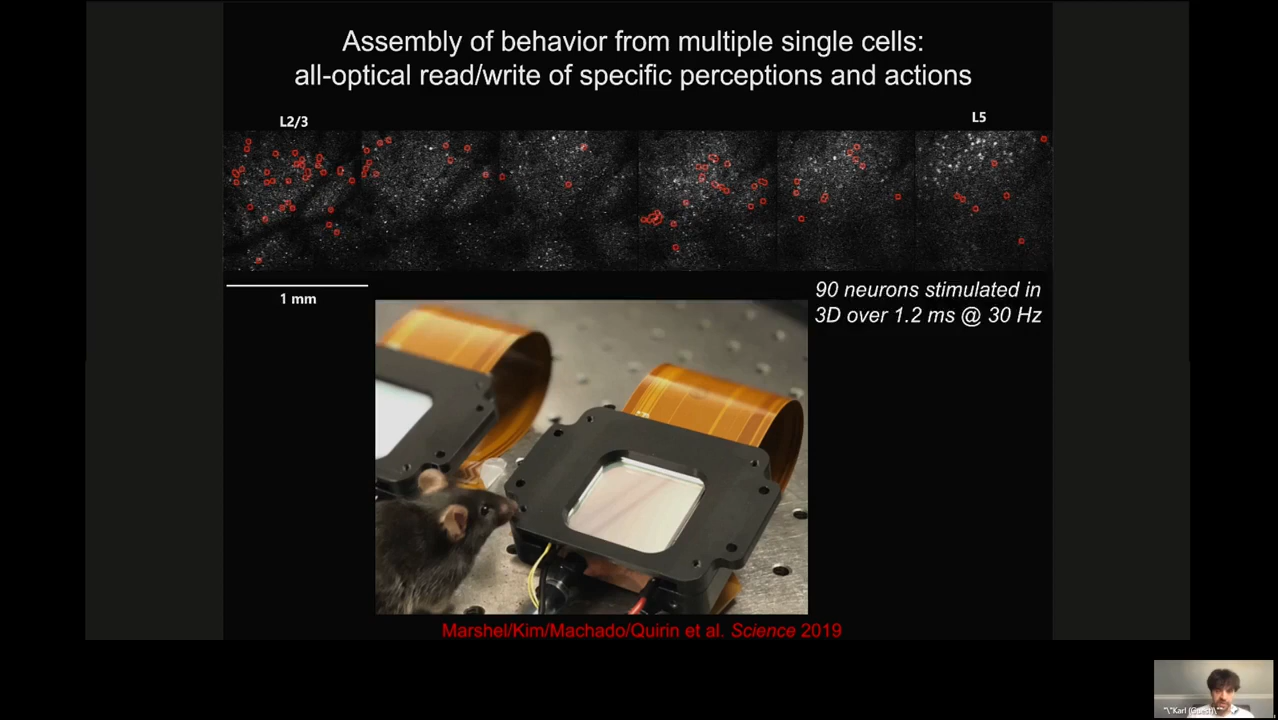 Assembly of behavior from multiple single cells:
all-optical read/write of specific perceptions and actions
L2/3
L5
1 mm
90 neurons stimulated in
3D over 1.2 ms @ 30 Hz
Marshel/Kim/Machado/Quirin et al. Science 2019
"\"Karl (Guest)\""